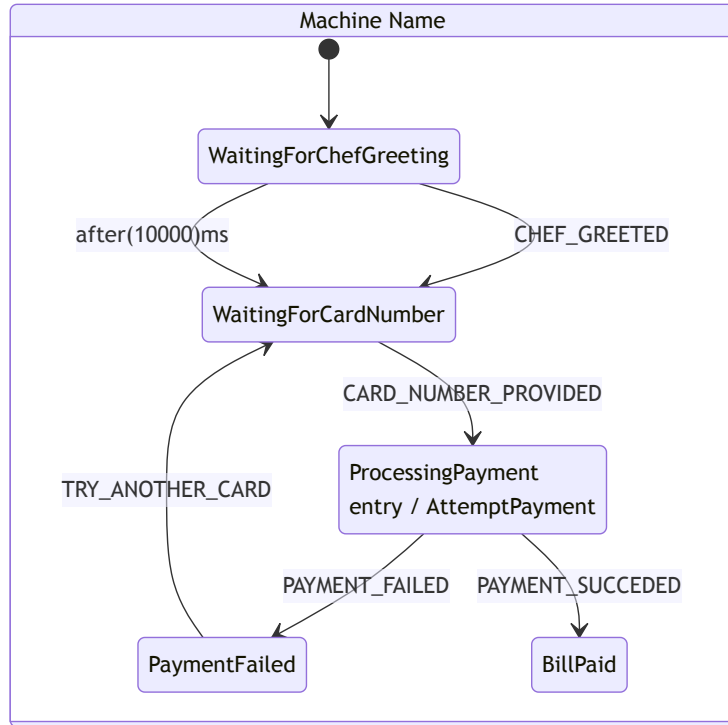 Machine Name
WaitingForChefGreeting
after(10000)ms
CHEF_GREETED
WaitingForCardNumber
CARD_NUMBER_PROVIDED
ProcessingPayment
entry / AttemptPayment
TRY_ANOTHER_CARD
PAYMENT_FAILED
PAYMENT_SUCCEDED
PaymentFailed
BillPaid